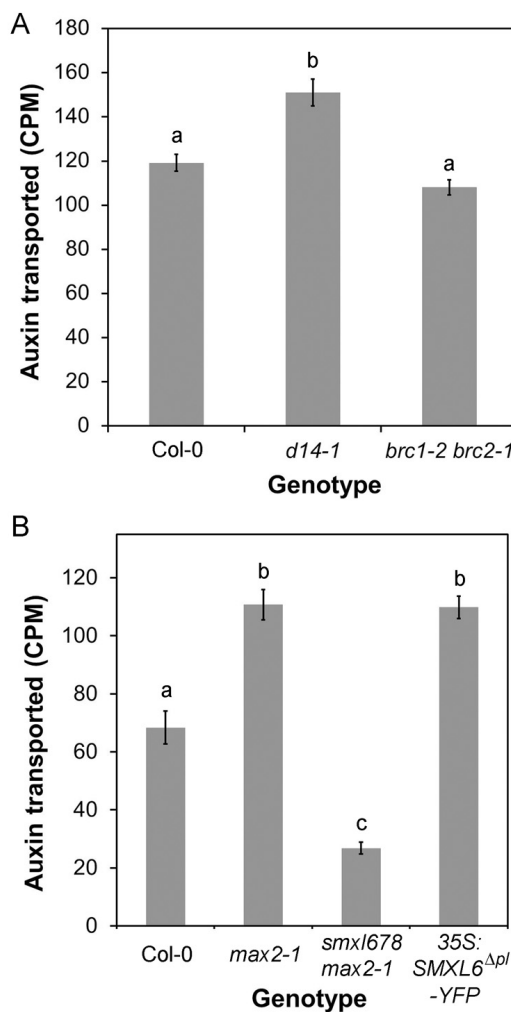 A
Auxin transported (CPM)
180
160
140
120
100
80
60
40
20
0
a
b
a
Col-0
d14-1
brc1-2 brc2-1
Genotype
B
Auxin transported (CPM)
120
100
80
60
40
20
0
a
b
c
b
Col-0
max2-1
smxl678
max2-1
35S:
SMXL6Δpl
-YFP
Genotype